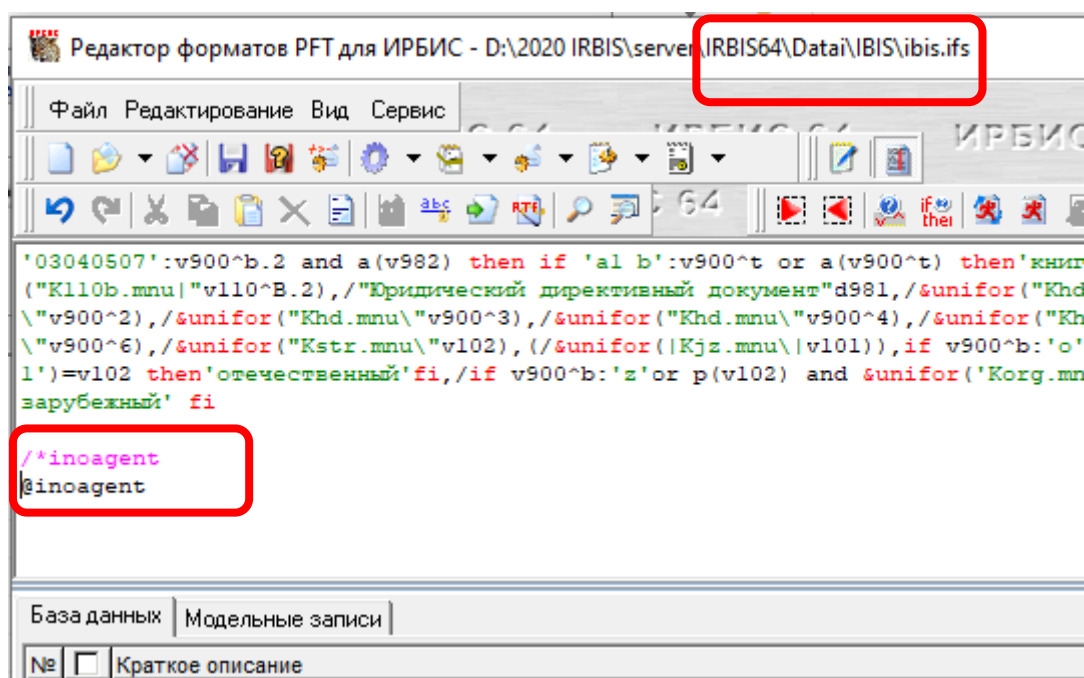 Редактор форматов PFT для ИРБИС - D:\2020 IRBIS\server\IRBIS64\Datai\IBIS\ibis.ifs
Файл Редактирование Вид Сервис
ИРБИС
64
'03040507':v900^b.2 and a(v982) then if 'a1 b':v900^t or a(v900^t) then'книг
("K110b.mnu|"v110^B.2),/"Юридический директивный документ"d981,/&unifor("Khd
\"v900^2),/&unifor("Khd.mnu\"v900^3),/&unifor("Khd.mnu\"v900^4),/&unifor("Kh
\"v900^6),/&unifor("Kstr.mnu\"v102),(/&unifor(|Kjz.mnu\|v101)),if v900^b:'o'
1')=v102 then'отечественный'fi,/if v900^b:'z'or p(v102) and &unifor('Korg.mn
зарубежный' fi
/*inoagent
@inoagent
База данных Модельные записи
№ Краткое описание